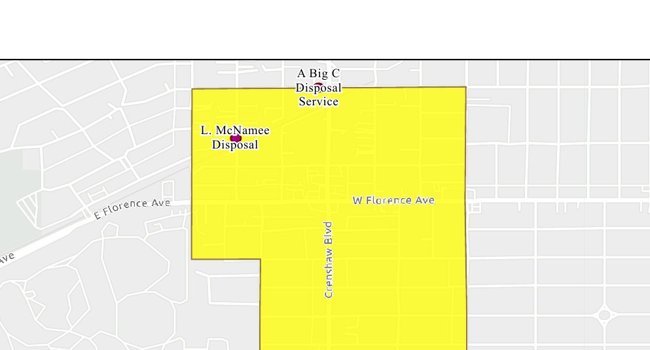 A Big C
Disposal
Service
L. McNamee
Disposal
W Florence Ave
E Florence Ave
Crenshaw Blvd
Ave